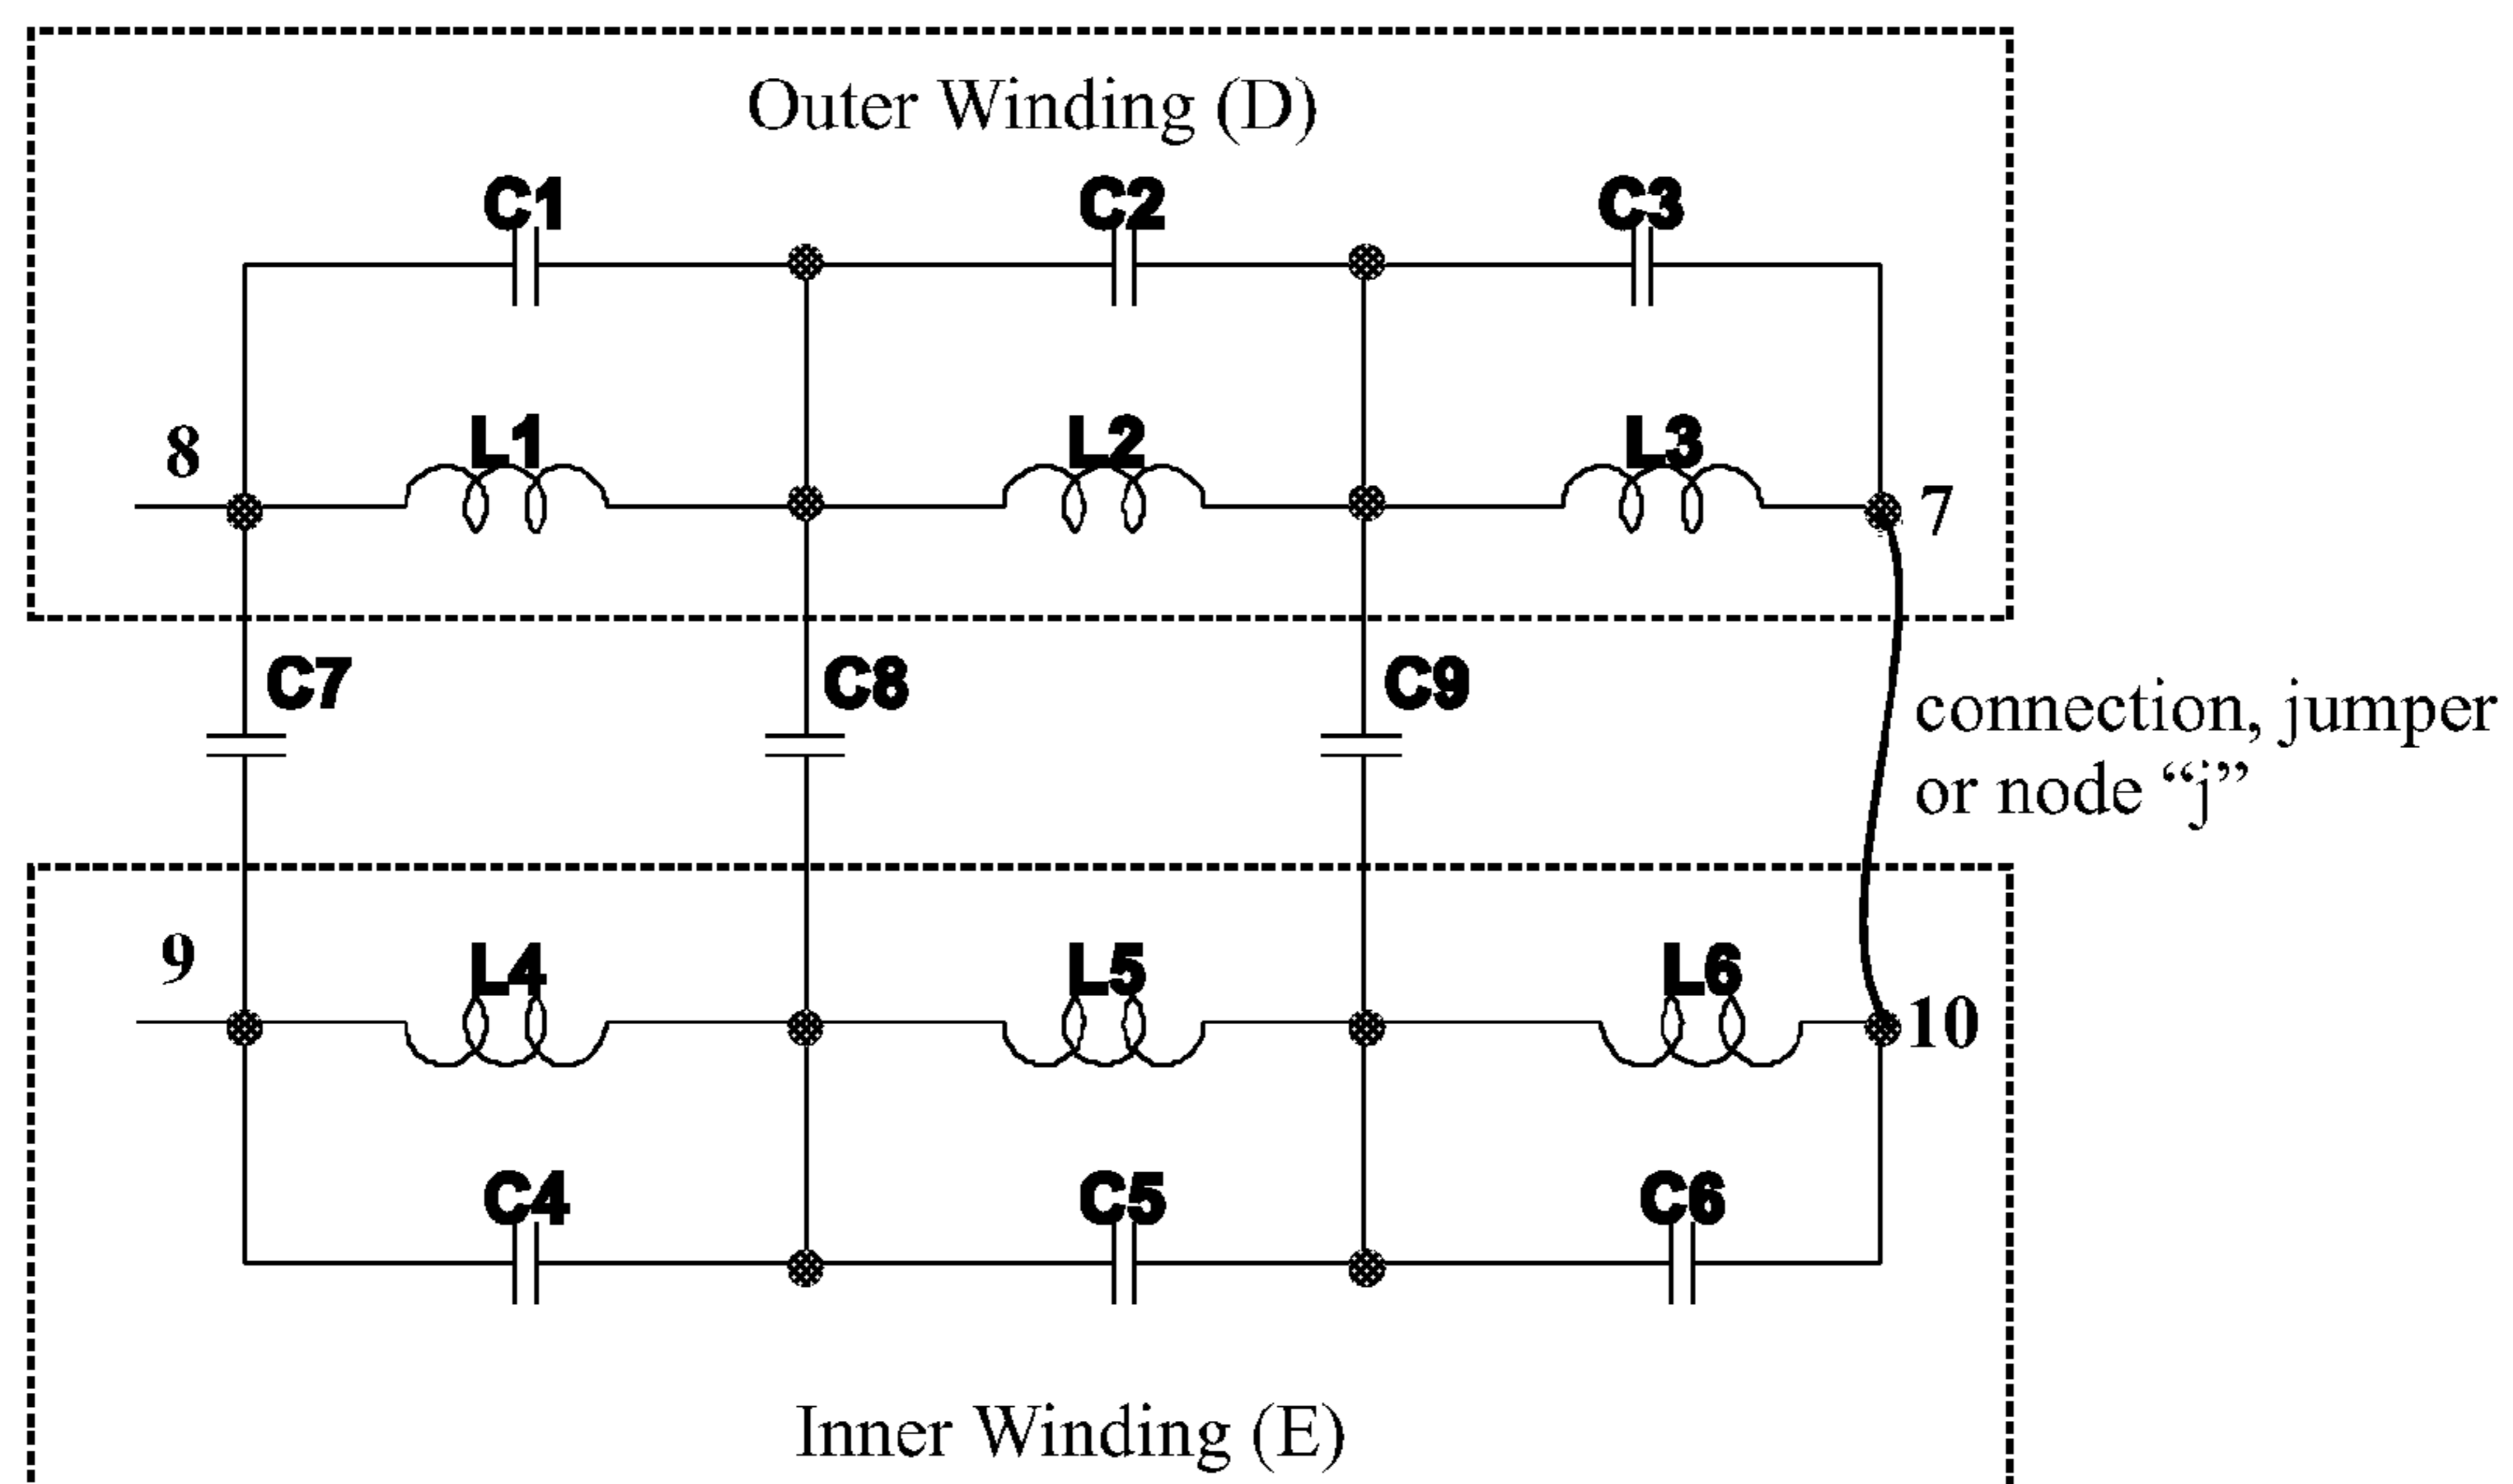 Outer Winding (D)
C1 C2 C3
8 L1 L2 L3 7
C7 C8 C9
connection, jumper
or node “j”
9 L4 L5 L6 10
C4 C5 C6
Inner Winding (E)